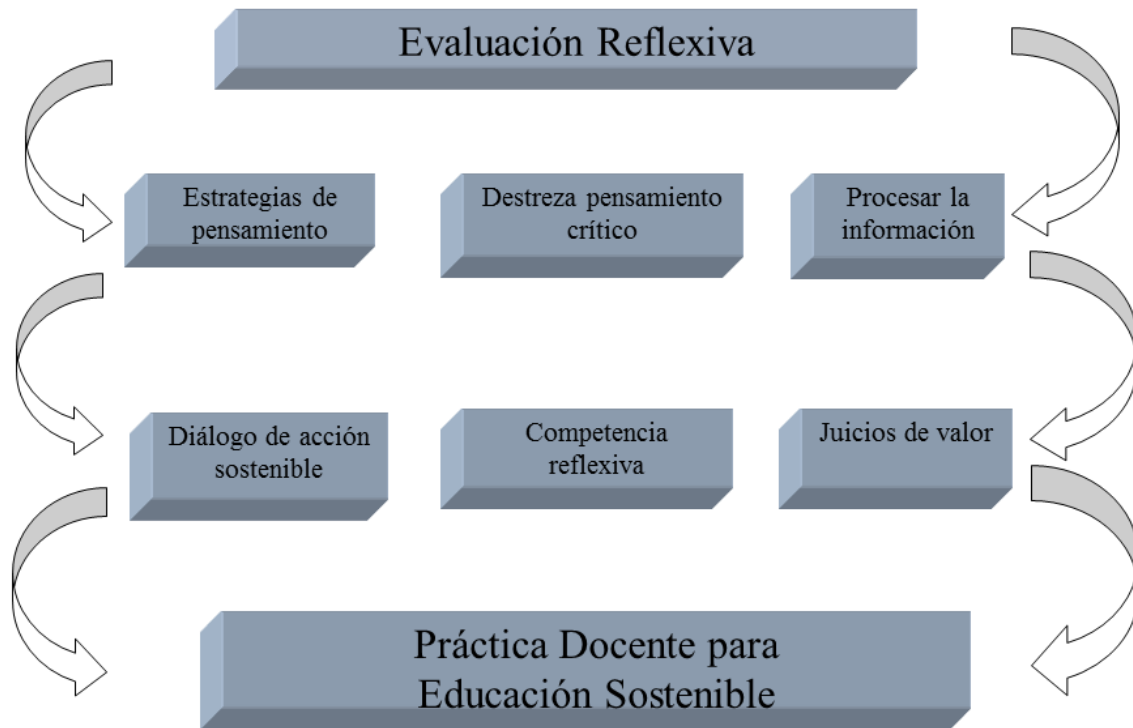 Evaluación Reflexiva
Estrategias de
pensamiento
Destreza pensamiento
crítico
Procesar la
información
Diálogo de acción
sostenible
Competencia
reflexiva
Juicios de valor
Práctica Docente para
Educación Sostenible